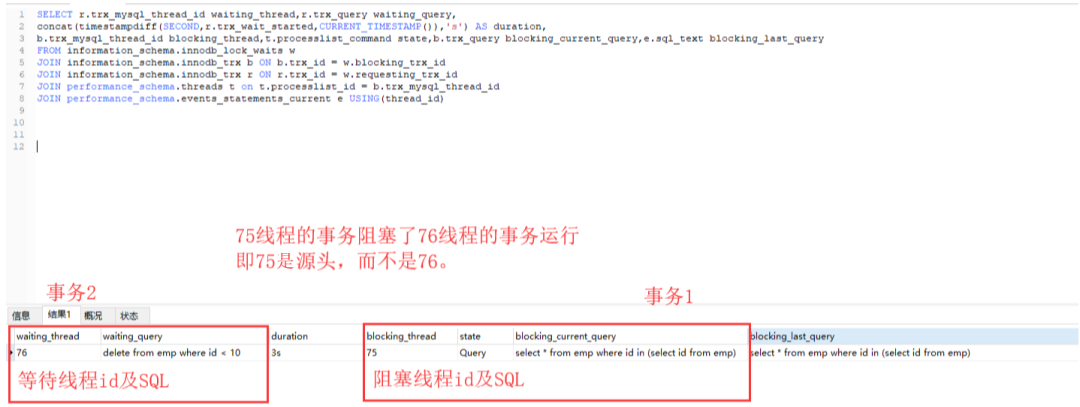 1 SELECT r.trx_mysql_thread_id waiting_thread,r.trx_query waiting_query,
2 concat(timestampdiff(SECOND,r.trx_wait_started,CURRENT_TIMESTAMP()),'s') AS duration,
3 b.trx_mysql_thread_id blocking_thread,t.processlist_command state,b.trx_query blocking_current_query,e.sql_text blocking_last_query
4 FROM information_schema.innodb_lock_waits w
5 JOIN information_schema.innodb_trx b ON b.trx_id = w.blocking_trx_id
6 JOIN information_schema.innodb_trx r ON r.trx_id = w.requesting_trx_id
7 JOIN performance_schema.threads t on t.processlist_id = b.trx_mysql_thread_id
8 JOIN performance_schema.events_statements_current e USING(thread_id)
9
10
11
12
75线程的事务阻塞了76线程的事务运行
即75是源头，而不是76。
事务2 事务1
信息 结果1 概况 状态
waiting_thread waiting_query duration blocking_thread state blocking_current_query blocking_last_query
76 delete from emp where id < 10 3s 75 Query select * from emp where id in (select id from emp) select * from emp where id in (select id from emp)
等待线程id及SQL 阻塞线程id及SQL